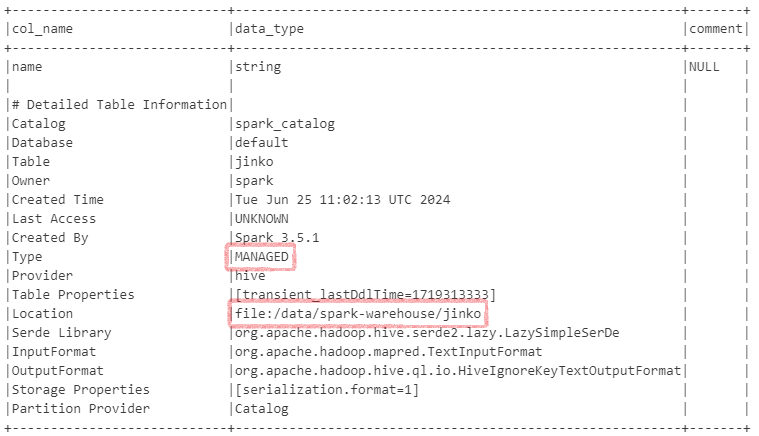 +----------------------------+----------------------------------------------------------+-------+
|col_name                    |data_type                                                 |comment|
+----------------------------+----------------------------------------------------------+-------+
|name                        |string                                                    |NULL   |
|                            |                                                          |       |
|# Detailed Table Information|                                                          |       |
|Catalog                     |spark_catalog                                             |       |
|Database                    |default                                                   |       |
|Table                       |jinko                                                     |       |
|Owner                       |spark                                                     |       |
|Created Time                |Tue Jun 25 11:02:13 UTC 2024                              |       |
|Last Access                 |UNKNOWN                                                   |       |
|Created By                  |Spark 3.5.1                                               |       |
|Type                        |MANAGED                                                   |       |
|Provider                    |hive                                                      |       |
|Table Properties            |[transient_lastDdlTime=1719313333]                        |       |
|Location                    |file:/data/spark-warehouse/jinko                          |       |
|Serde Library               |org.apache.hadoop.hive.serde2.lazy.LazySimpleSerDe        |       |
|InputFormat                 |org.apache.hadoop.mapred.TextInputFormat                  |       |
|OutputFormat                |org.apache.hadoop.hive.ql.io.HiveIgnoreKeyTextOutputFormat|       |
|Storage Properties          |[serialization.format=1]                                  |       |
|Partition Provider          |Catalog                                                   |       |
+----------------------------+----------------------------------------------------------+-------+